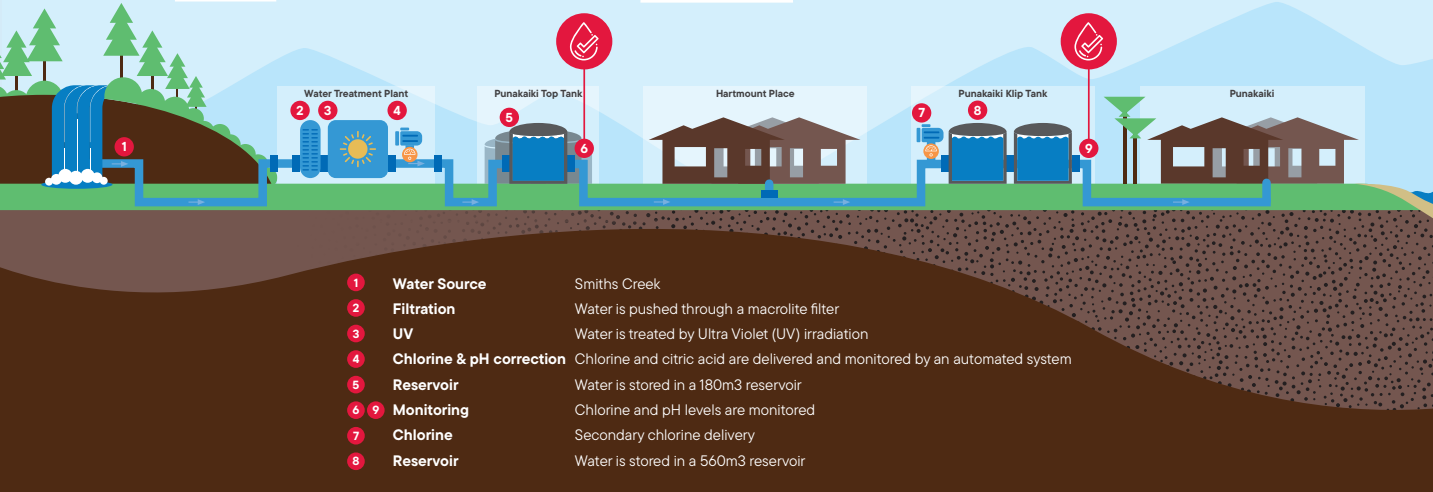 Water Treatment Plant
Punakaiki Top Tank
Hartmount Place
Punakaiki Klip Tank
Punakaiki
2 3 4
5
7
8
1
6
9
1 Water Source Smiths Creek
2 Filtration Water is pushed through a macrolite filter
3 UV Water is treated by Ultra Violet (UV) irradiation
4 Chlorine & pH correction Chlorine and citric acid are delivered and monitored by an automated system
5 Reservoir Water is stored in a 180m3 reservoir
6 9 Monitoring Chlorine and pH levels are monitored
7 Chlorine Secondary chlorine delivery
8 Reservoir Water is stored in a 560m3 reservoir